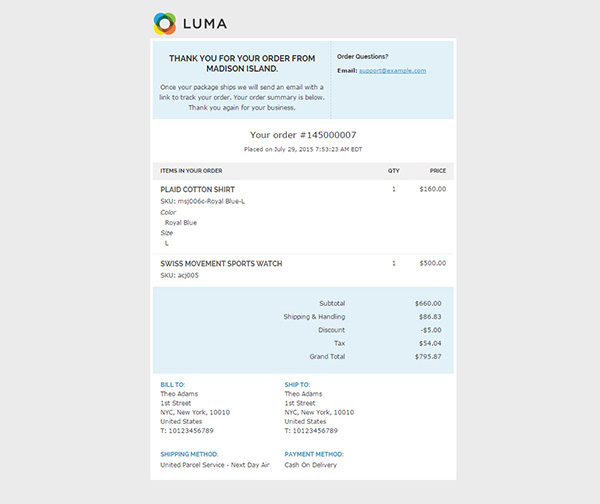 LUMA
THANK YOU FOR YOUR ORDER FROM
MADISON ISLAND.
Once your package ships we will send an email with a
link to track your order. Your order summary is below.
Thank you again for your business.
Order Questions?
Email: support@example.com
Your order #145000007
Placed on July 29, 2015 7:53:23 AM EDT
ITEMS IN YOUR ORDER QTY PRICE
PLAID COTTON SHIRT 1 $160.00
SKU: msj006c-Royal Blue-L
Color
Royal Blue
Size
L
SWISS MOVEMENT SPORTS WATCH 1 $500.00
SKU: acj005
Subtotal $660.00
Shipping & Handling $86.83
Discount -$5.00
Tax $54.04
Grand Total $795.87
BILL TO:
Theo Adams
1st Street
NYC, New York, 10010
United States
T: 10123456789
SHIP TO:
Theo Adams
1st Street
NYC, New York, 10010
United States
T: 10123456789
SHIPPING METHOD:
United Parcel Service - Next Day Air
PAYMENT METHOD:
Cash On Delivery